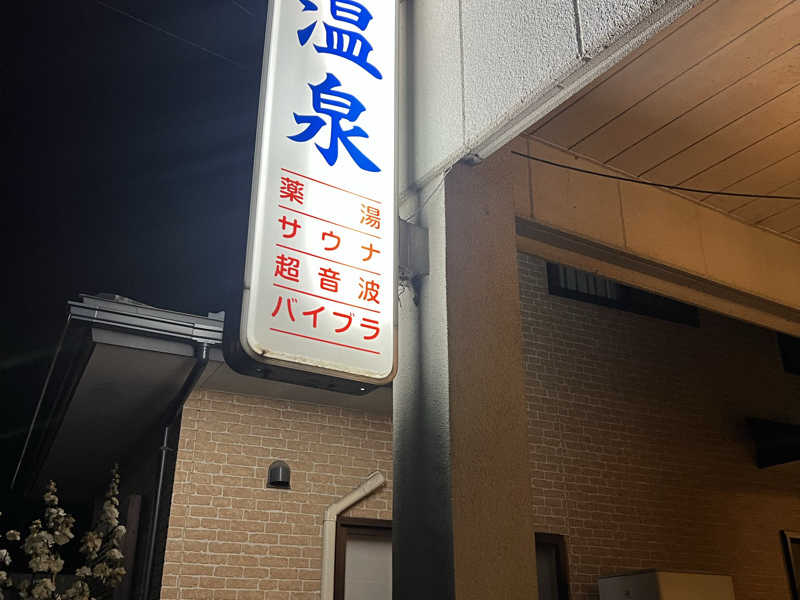 温泉
薬湯
サウナ
超音波
バイブラ